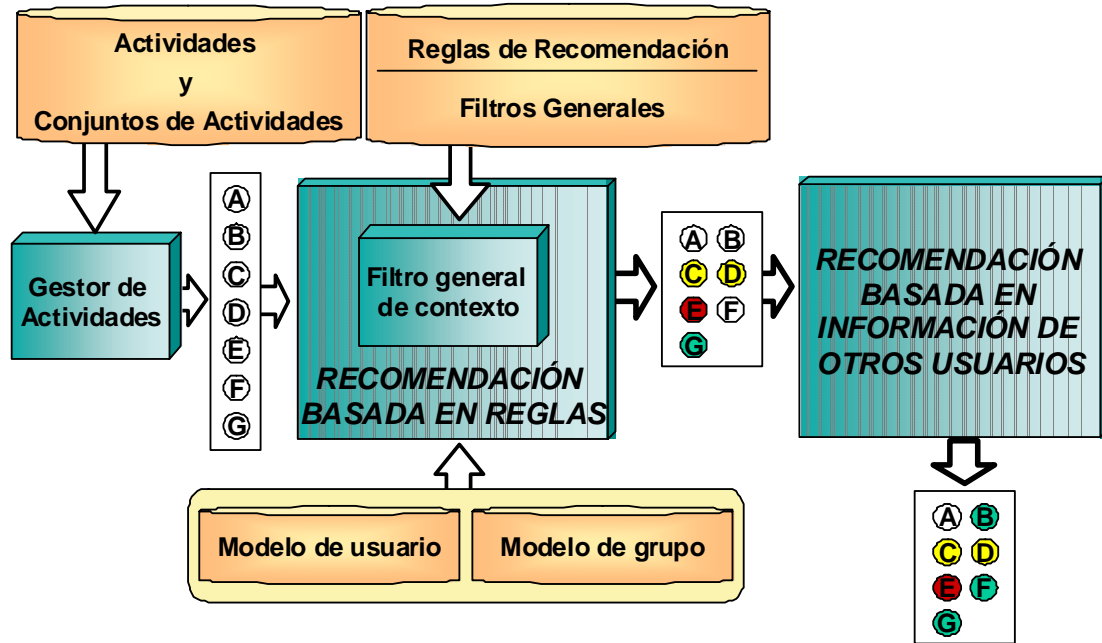 Actividades
y
Conjuntos de Actividades
Reglas de Recomendación
Filtros Generales
Gestor de
Actividades
A
B
C
D
E
F
G
Filtro general
de contexto
RECOMENDACIÓN
BASADA EN REGLAS
A B
C D
E F
G
RECOMENDACIÓN
BASADA EN
INFORMACIÓN DE
OTROS USUARIOS
Modelo de usuario
Modelo de grupo
A B
C D
E F
G